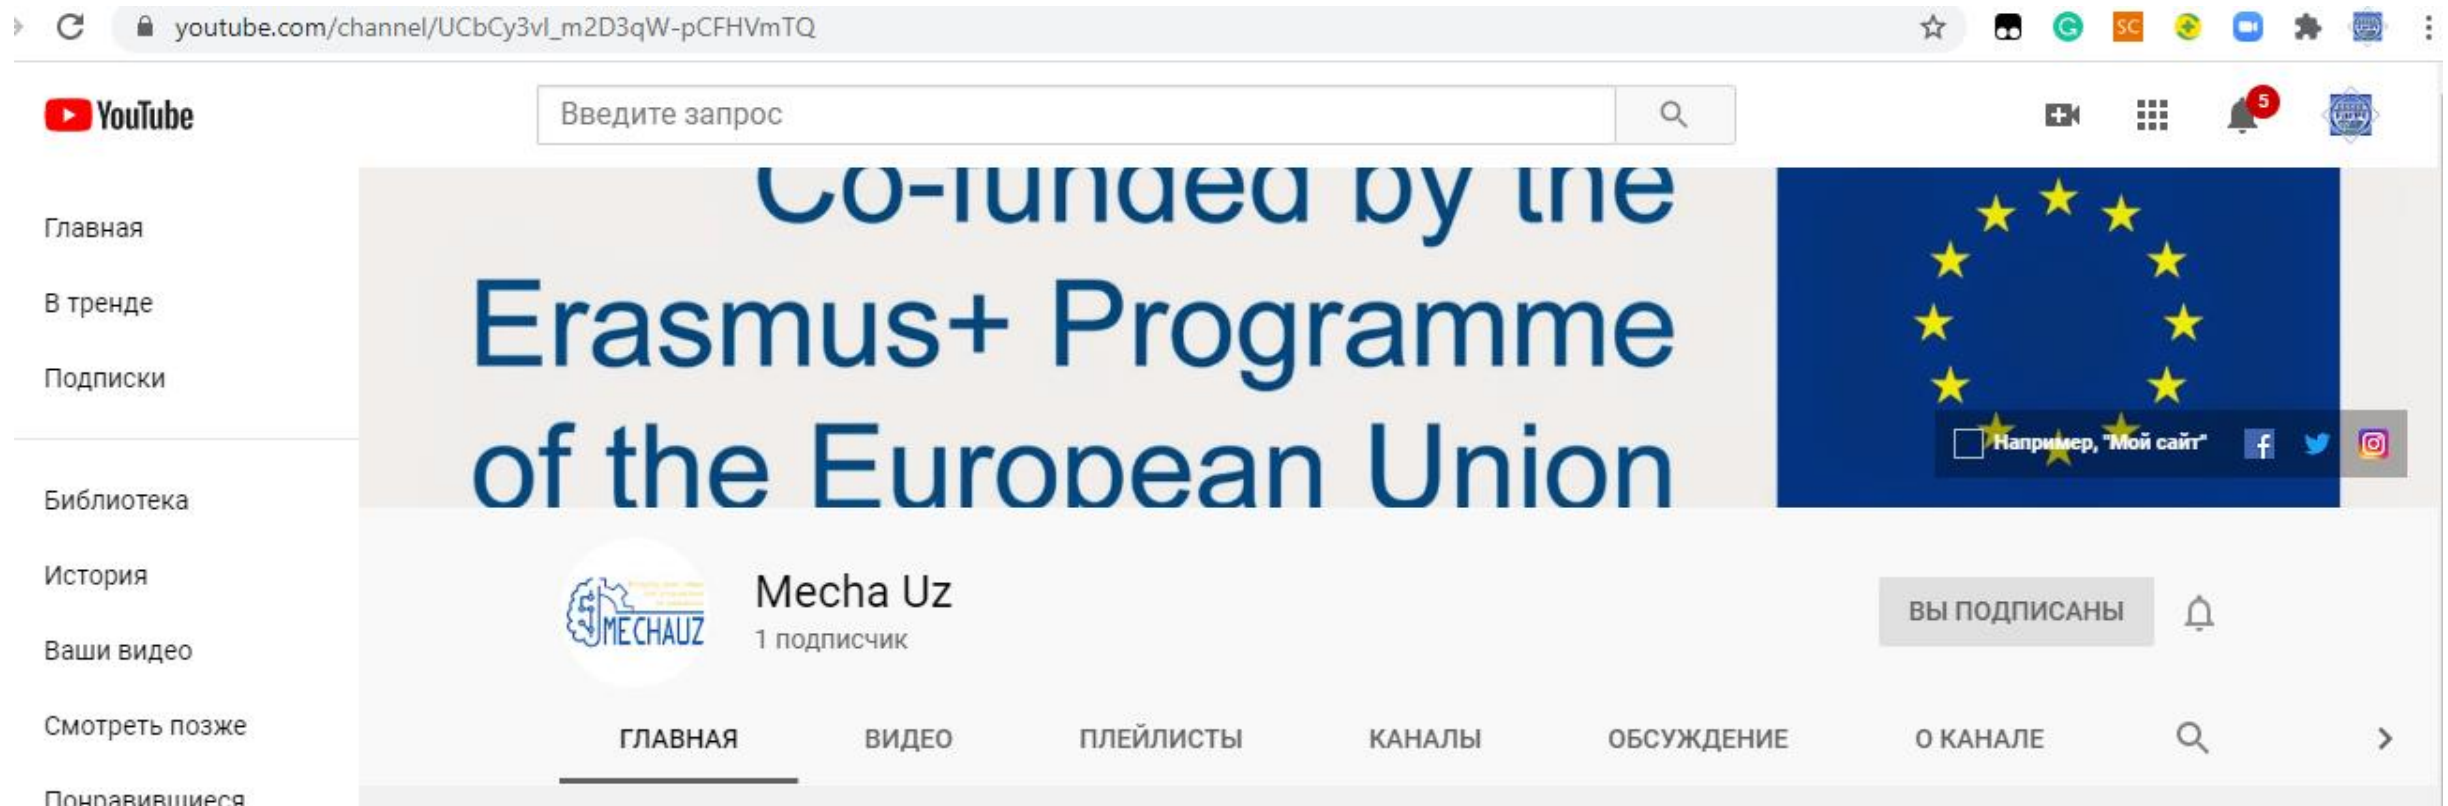 youtube.com/channel/UCbCy3vl_m2D3qW-pCFHVmTQ
SC
YouTube
Введите запрос
5
Главная
В тренде
Подписки
Библиотека
История
Ваши видео
Смотреть позже
Понравившиеся
Co-funded by the
Erasmus+ Programme
of the European Union
Например, "Мой сайт"
MECHAUZ
Mecha Uz
1 подписчик
ВЫ ПОДПИСАНЫ
ГЛАВНАЯ ВИДЕО ПЛЕЙЛИСТЫ КАНАЛЫ ОБСУЖДЕНИЕ О КАНАЛЕ